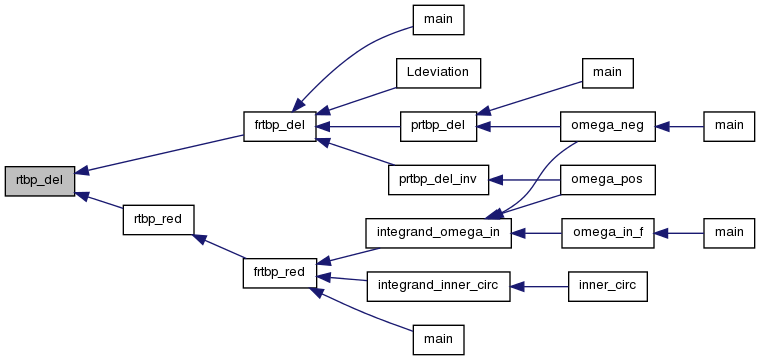 main
Ldeviation
main
frtbp_del
prtbp_del
omega_neg
main
rtbp_del
prtbp_del_inv
omega_pos
rtbp_red
integrand_omega_in
omega_in_f
main
frtbp_red
integrand_inner_circ
inner_circ
main